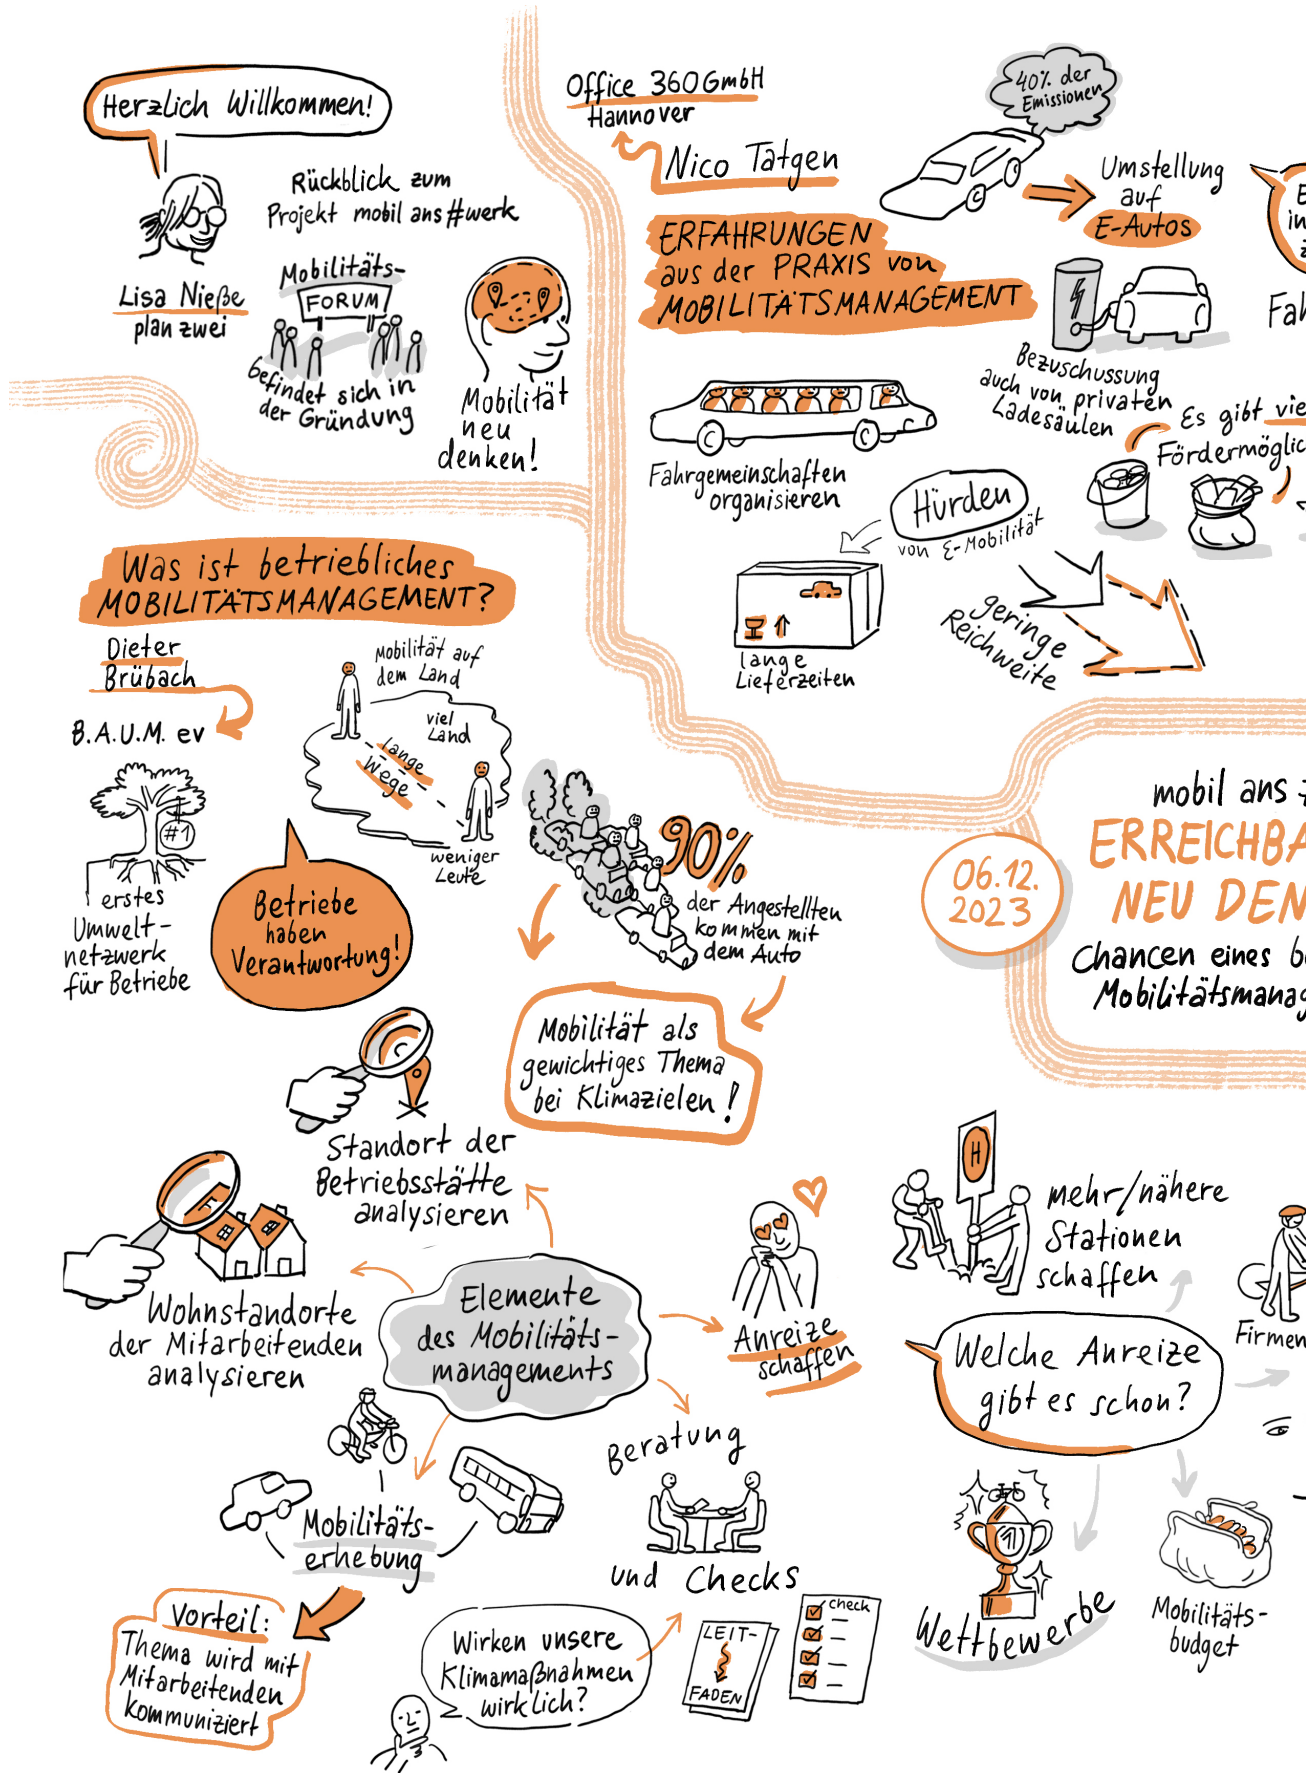 Herzlich Willkommen!
Rückblick zum
Projekt mobil ans #werk
Lisa Nieße
plan zwei
Mobilitäts-
FORUM
befindet sich in
der Gründung
Mobilität
neu
denken!
Office 360 GmbH
Hannover
Nico Tatgen
ERFAHRUNGEN
aus der PRAXIS von
MOBILITÄTSMANAGEMENT
40% der
Emissionen
Umstellung
auf
E-Autos
Bezuschussung
auch von privaten
Ladesäulen
Es gibt vie
Fördermöglic
E
in
z
Fah
Fahrgemeinschaften
organisieren
Hürden
von E-Mobilität
lange
Lieferzeiten
geringe
Reichweite
Was ist betriebliches
MOBILITÄTSMANAGEMENT?
Dieter
Brübach
B.A.U.M. ev
#1
erstes
Umwelt-
netzwerk
für Betriebe
Mobilität auf
dem Land
viel
Land
lange
Wege
weniger
Leute
Betriebe
haben
Verantwortung!
90%
der Angestellten
kommen mit
dem Auto
Mobilität als
gewichtiges Thema
bei Klimazielen!
06.12.
2023
mobil ans
ERREICHBA
NEU DEN
Chancen eines b
Mobilitätsmanag
Standort der
Betriebsstätte
analysieren
Wohnstandorte
der Mitarbeitenden
analysieren
Elemente
des Mobilitäts-
managements
Anreize
schaffen
Beratung
und Checks
LEIT-
FADEN
check
Mobilitäts-
erhebung
Vorteil:
Thema wird mit
Mitarbeitenden
kommuniziert
Wirken unsere
Klimamaßnahmen
wirklich?
H
mehr/nähere
Stationen
schaffen
Welche Anreize
gibt es schon?
Firmen
1
Wettbewerbe
Mobilitäts-
budget